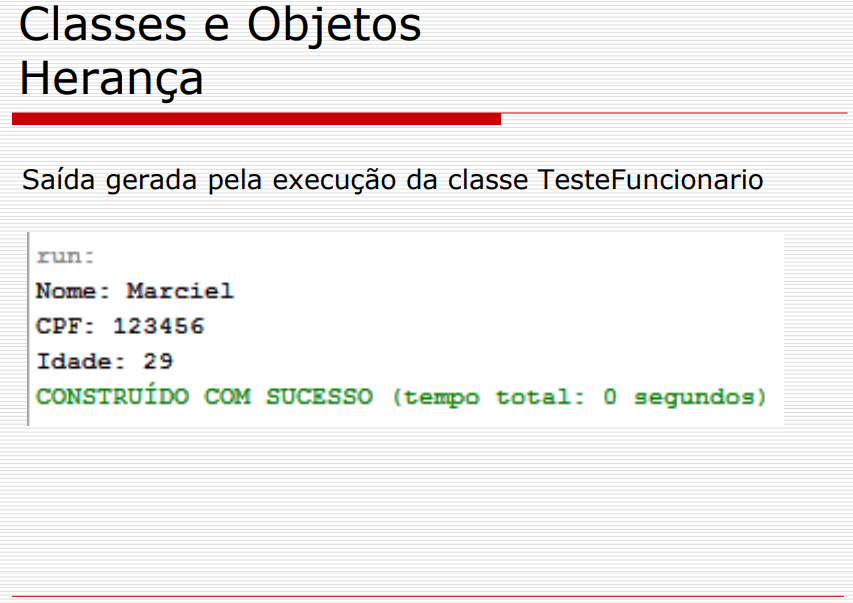 Classes e Objetos
Herança
Saída gerada pela execução da classe TesteFuncionario
run:
Nome: Marciel
CPF: 123456
Idade: 29
CONSTRUÍDO COM SUCESSO (tempo total: 0 segundos)